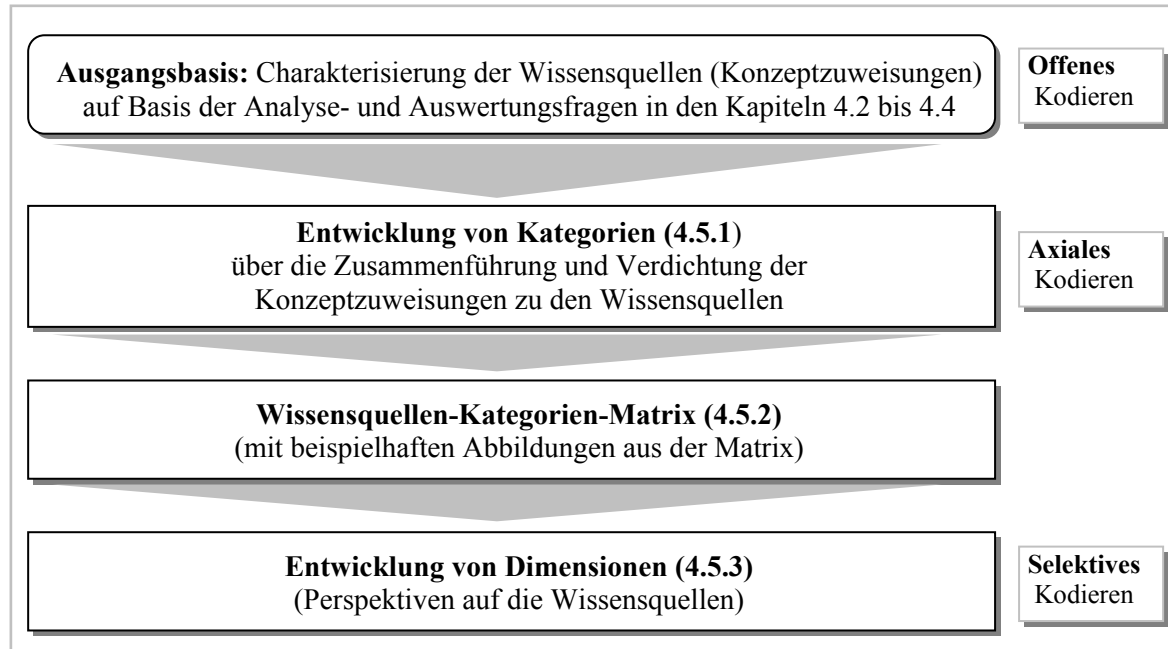 Ausgangsbasis: Charakterisierung der Wissensquellen (Konzeptzuweisungen)
auf Basis der Analyse- und Auswertungsfragen in den Kapiteln 4.2 bis 4.4
Offenes
Kodieren
Entwicklung von Kategorien (4.5.1)
über die Zusammenführung und Verdichtung der
Konzeptzuweisungen zu den Wissensquellen
Axiales
Kodieren
Wissensquellen-Kategorien-Matrix (4.5.2)
(mit beispielhaften Abbildungen aus der Matrix)
Entwicklung von Dimensionen (4.5.3)
(Perspektiven auf die Wissensquellen)
Selektives
Kodieren